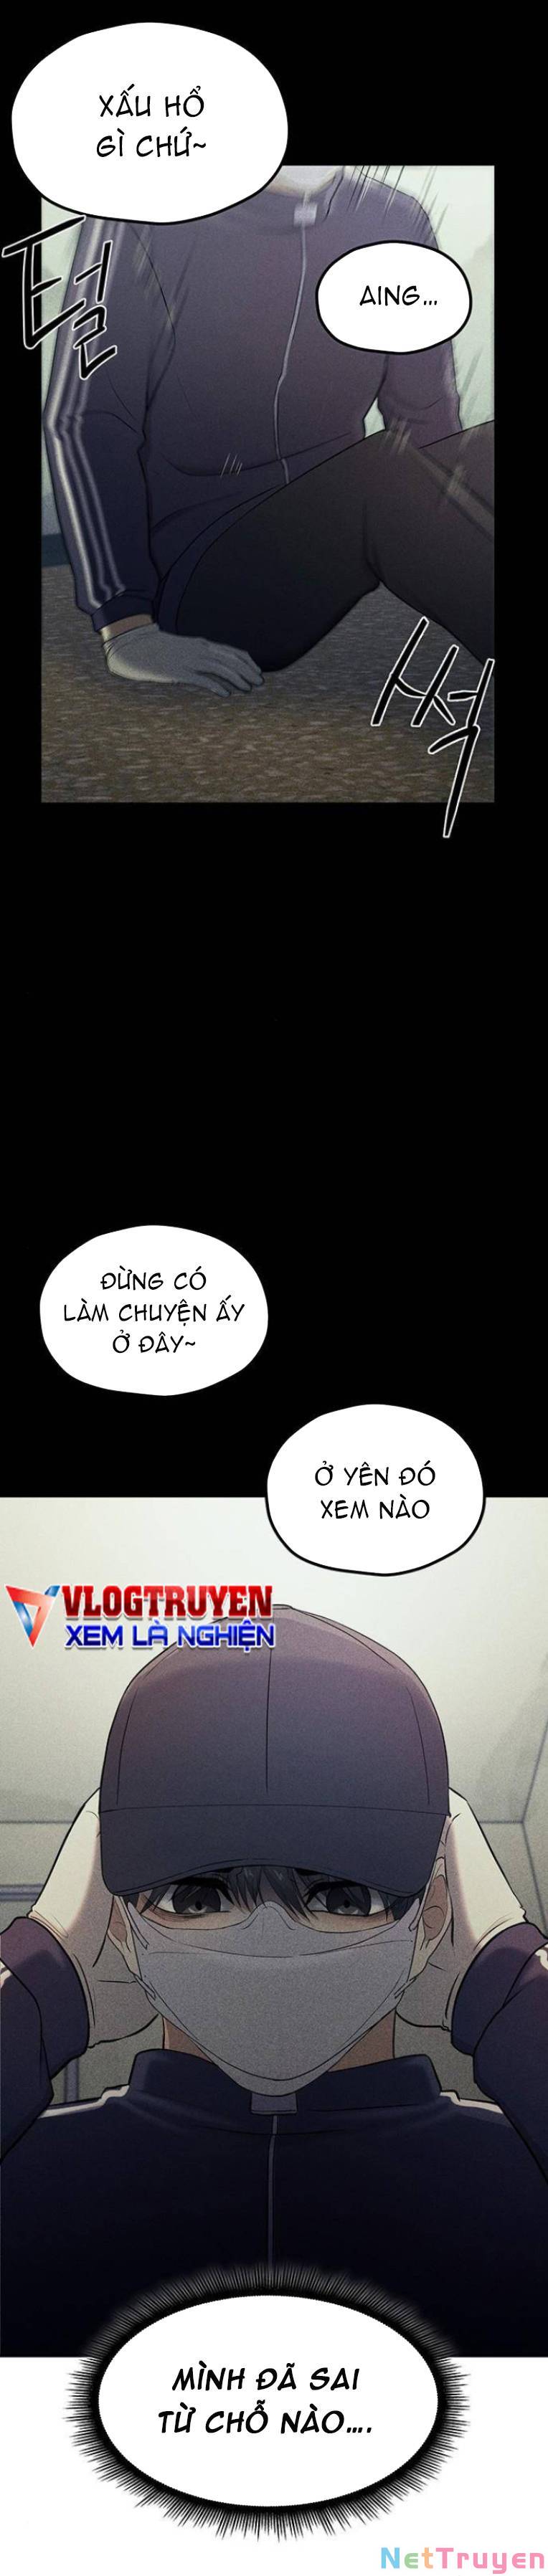 XẤU HỔ
GÌ CHỨ~
AING...
털
썩
ĐỪNG CÓ
LÀM CHUYỆN ẤY
Ở ĐÂY~
Ở YÊN ĐÓ
XEM NÀO
VLOGTRUYEN
XEM LÀ NGHIỆN
MÌNH ĐÃ SAI
TỪ CHỖ NÀO....
NetTruyen